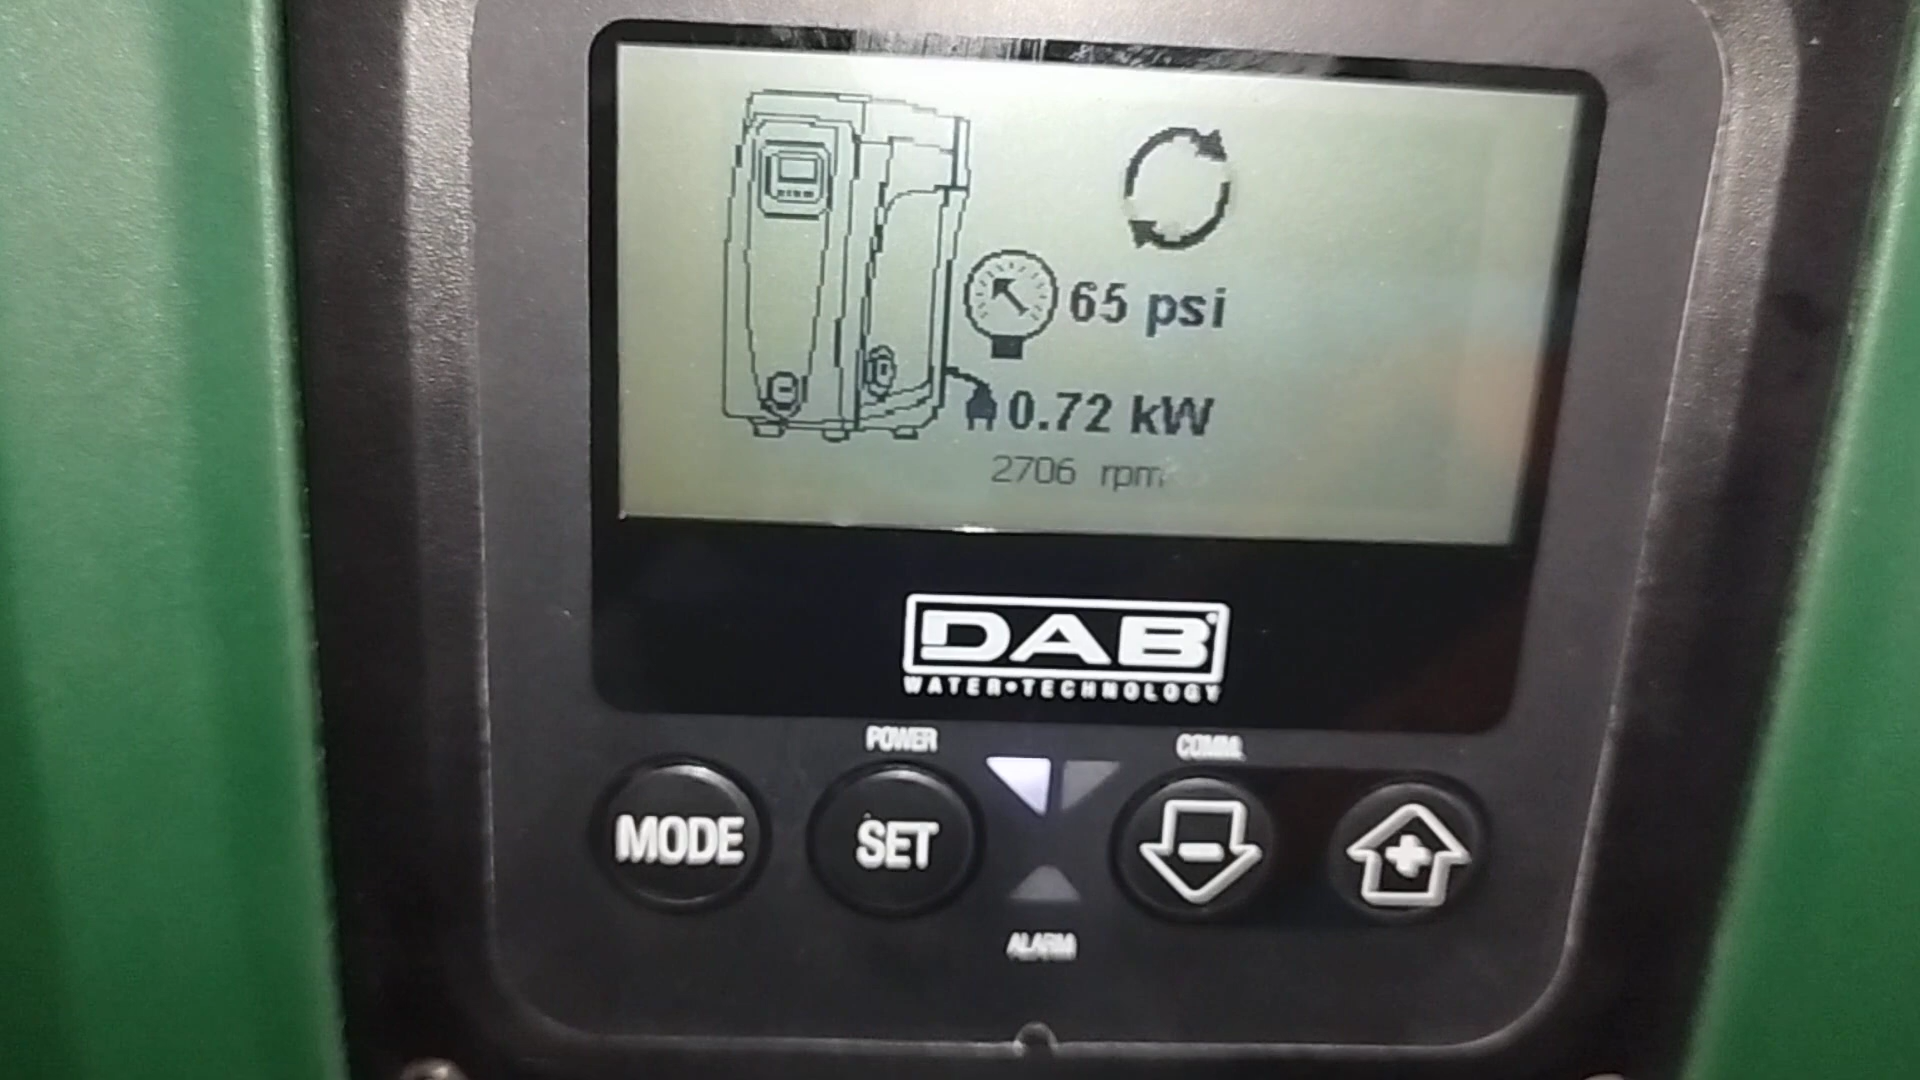 65 psi
0.72 kW
2706 rpm
DAB
WATER•TECHNOLOGY
POWER
COMM.
MODE
SET
ALARM